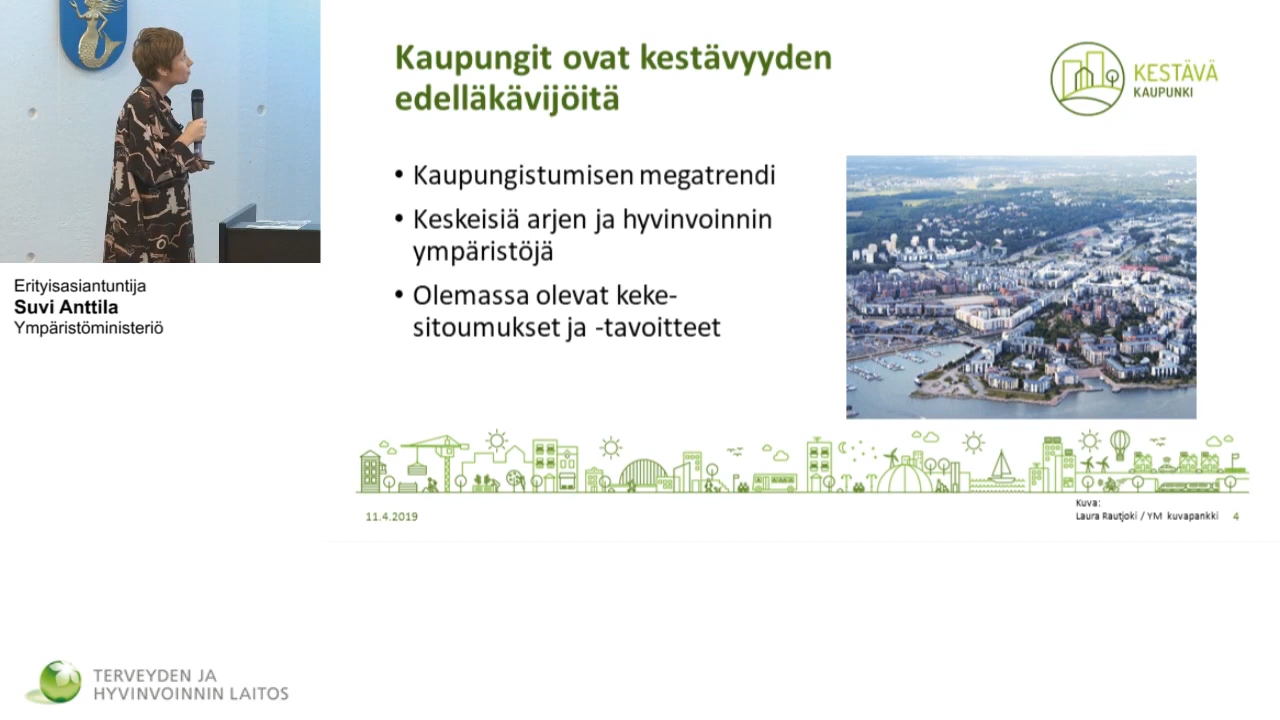 Erityisasiantuntija
Suvi Anttila
Ympäristöministeriö
Kaupungit ovat kestävyyden
edelläkävijöitä
KESTÄVÄ
KAUPUNKI
• Kaupungistumisen megatrendi
• Keskeisiä arjen ja hyvinvoinnin
ympäristöjä
• Olemassa olevat keke-
sitoumukset ja -tavoitteet
11.4.2019
Kuva:
Laura Rautjoki / YM kuvapankki
4
TERVEYDEN JA
HYVINVOINNIN LAITOS